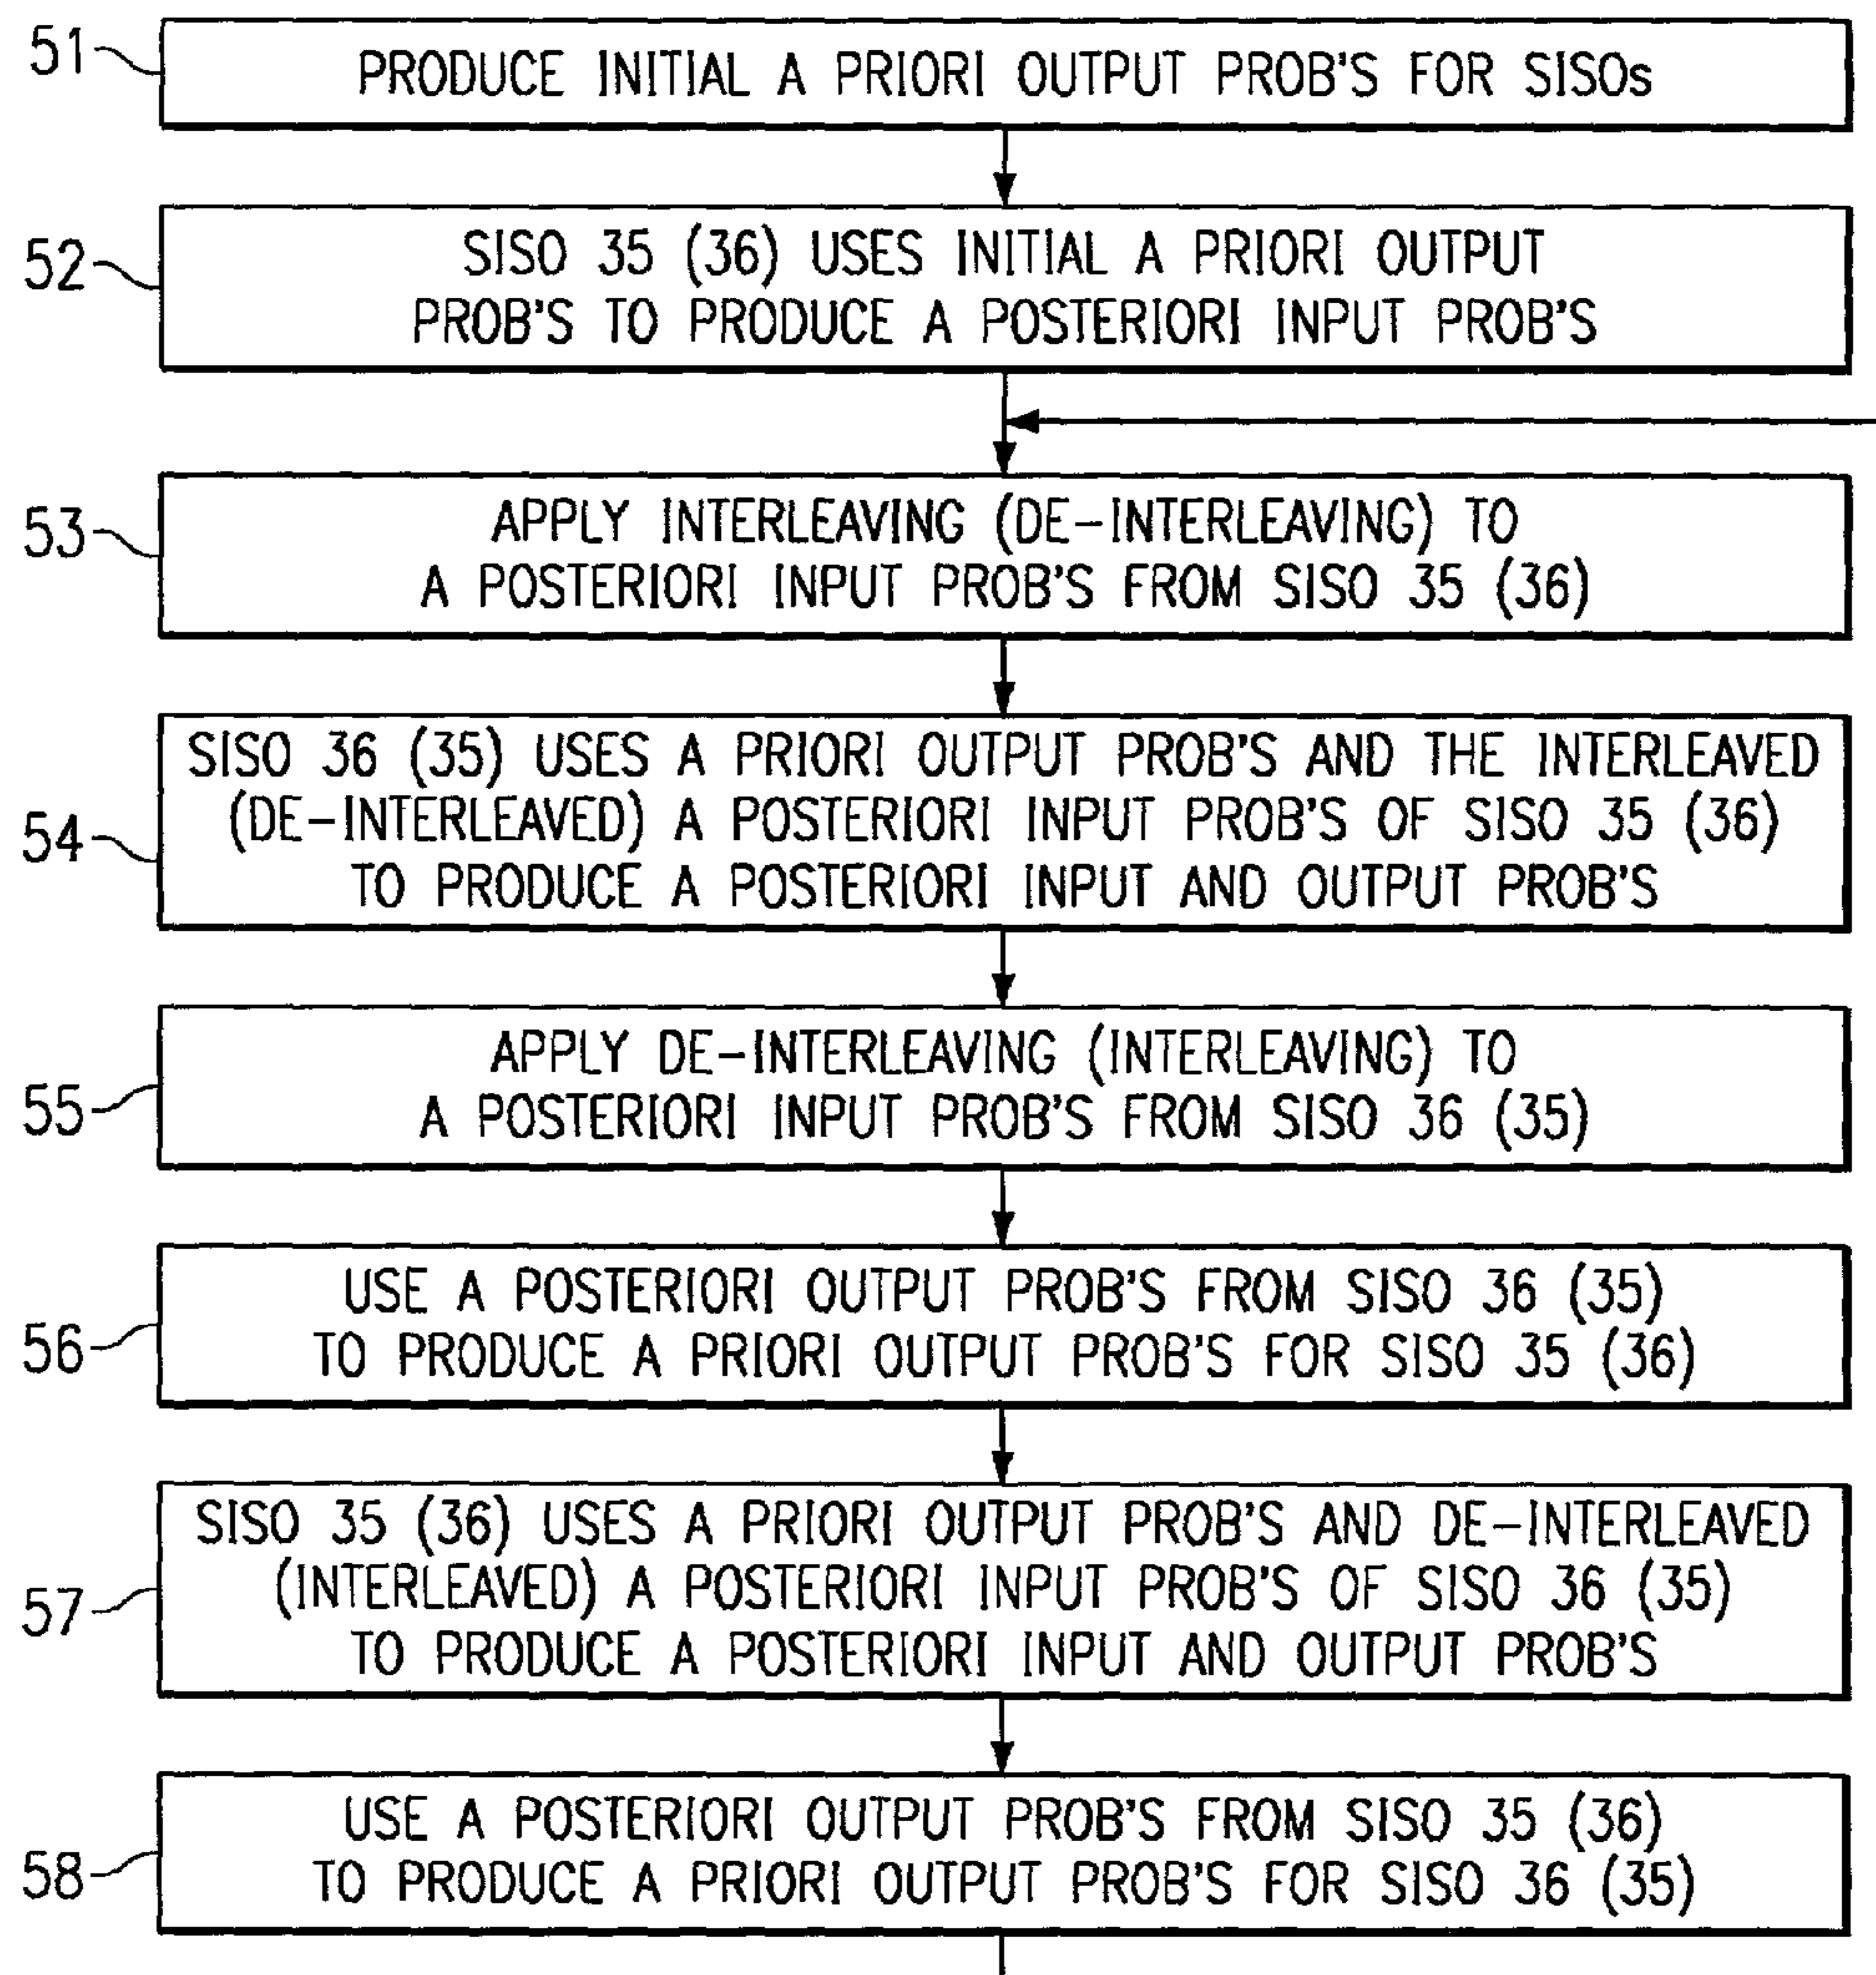 51
PRODUCE INITIAL A PRIORI OUTPUT PROB'S FOR SISOs
52
SISO 35 (36) USES INITIAL A PRIORI OUTPUT
PROB'S TO PRODUCE A POSTERIORI INPUT PROB'S
53
APPLY INTERLEAVING (DE-INTERLEAVING) TO
A POSTERIORI INPUT PROB'S FROM SISO 35 (36)
54
SISO 36 (35) USES A PRIORI OUTPUT PROB'S AND THE INTERLEAVED
(DE-INTERLEAVED) A POSTERIORI INPUT PROB'S OF SISO 35 (36)
TO PRODUCE A POSTERIORI INPUT AND OUTPUT PROB'S
55
APPLY DE-INTERLEAVING (INTERLEAVING) TO
A POSTERIORI INPUT PROB'S FROM SISO 36 (35)
56
USE A POSTERIORI OUTPUT PROB'S FROM SISO 36 (35)
TO PRODUCE A PRIORI OUTPUT PROB'S FOR SISO 35 (36)
57
SISO 35 (36) USES A PRIORI OUTPUT PROB'S AND DE-INTERLEAVED
(INTERLEAVED) A POSTERIORI INPUT PROB'S OF SISO 36 (35)
TO PRODUCE A POSTERIORI INPUT AND OUTPUT PROB'S
58
USE A POSTERIORI OUTPUT PROB'S FROM SISO 35 (36)
TO PRODUCE A PRIORI OUTPUT PROB'S FOR SISO 36 (35)